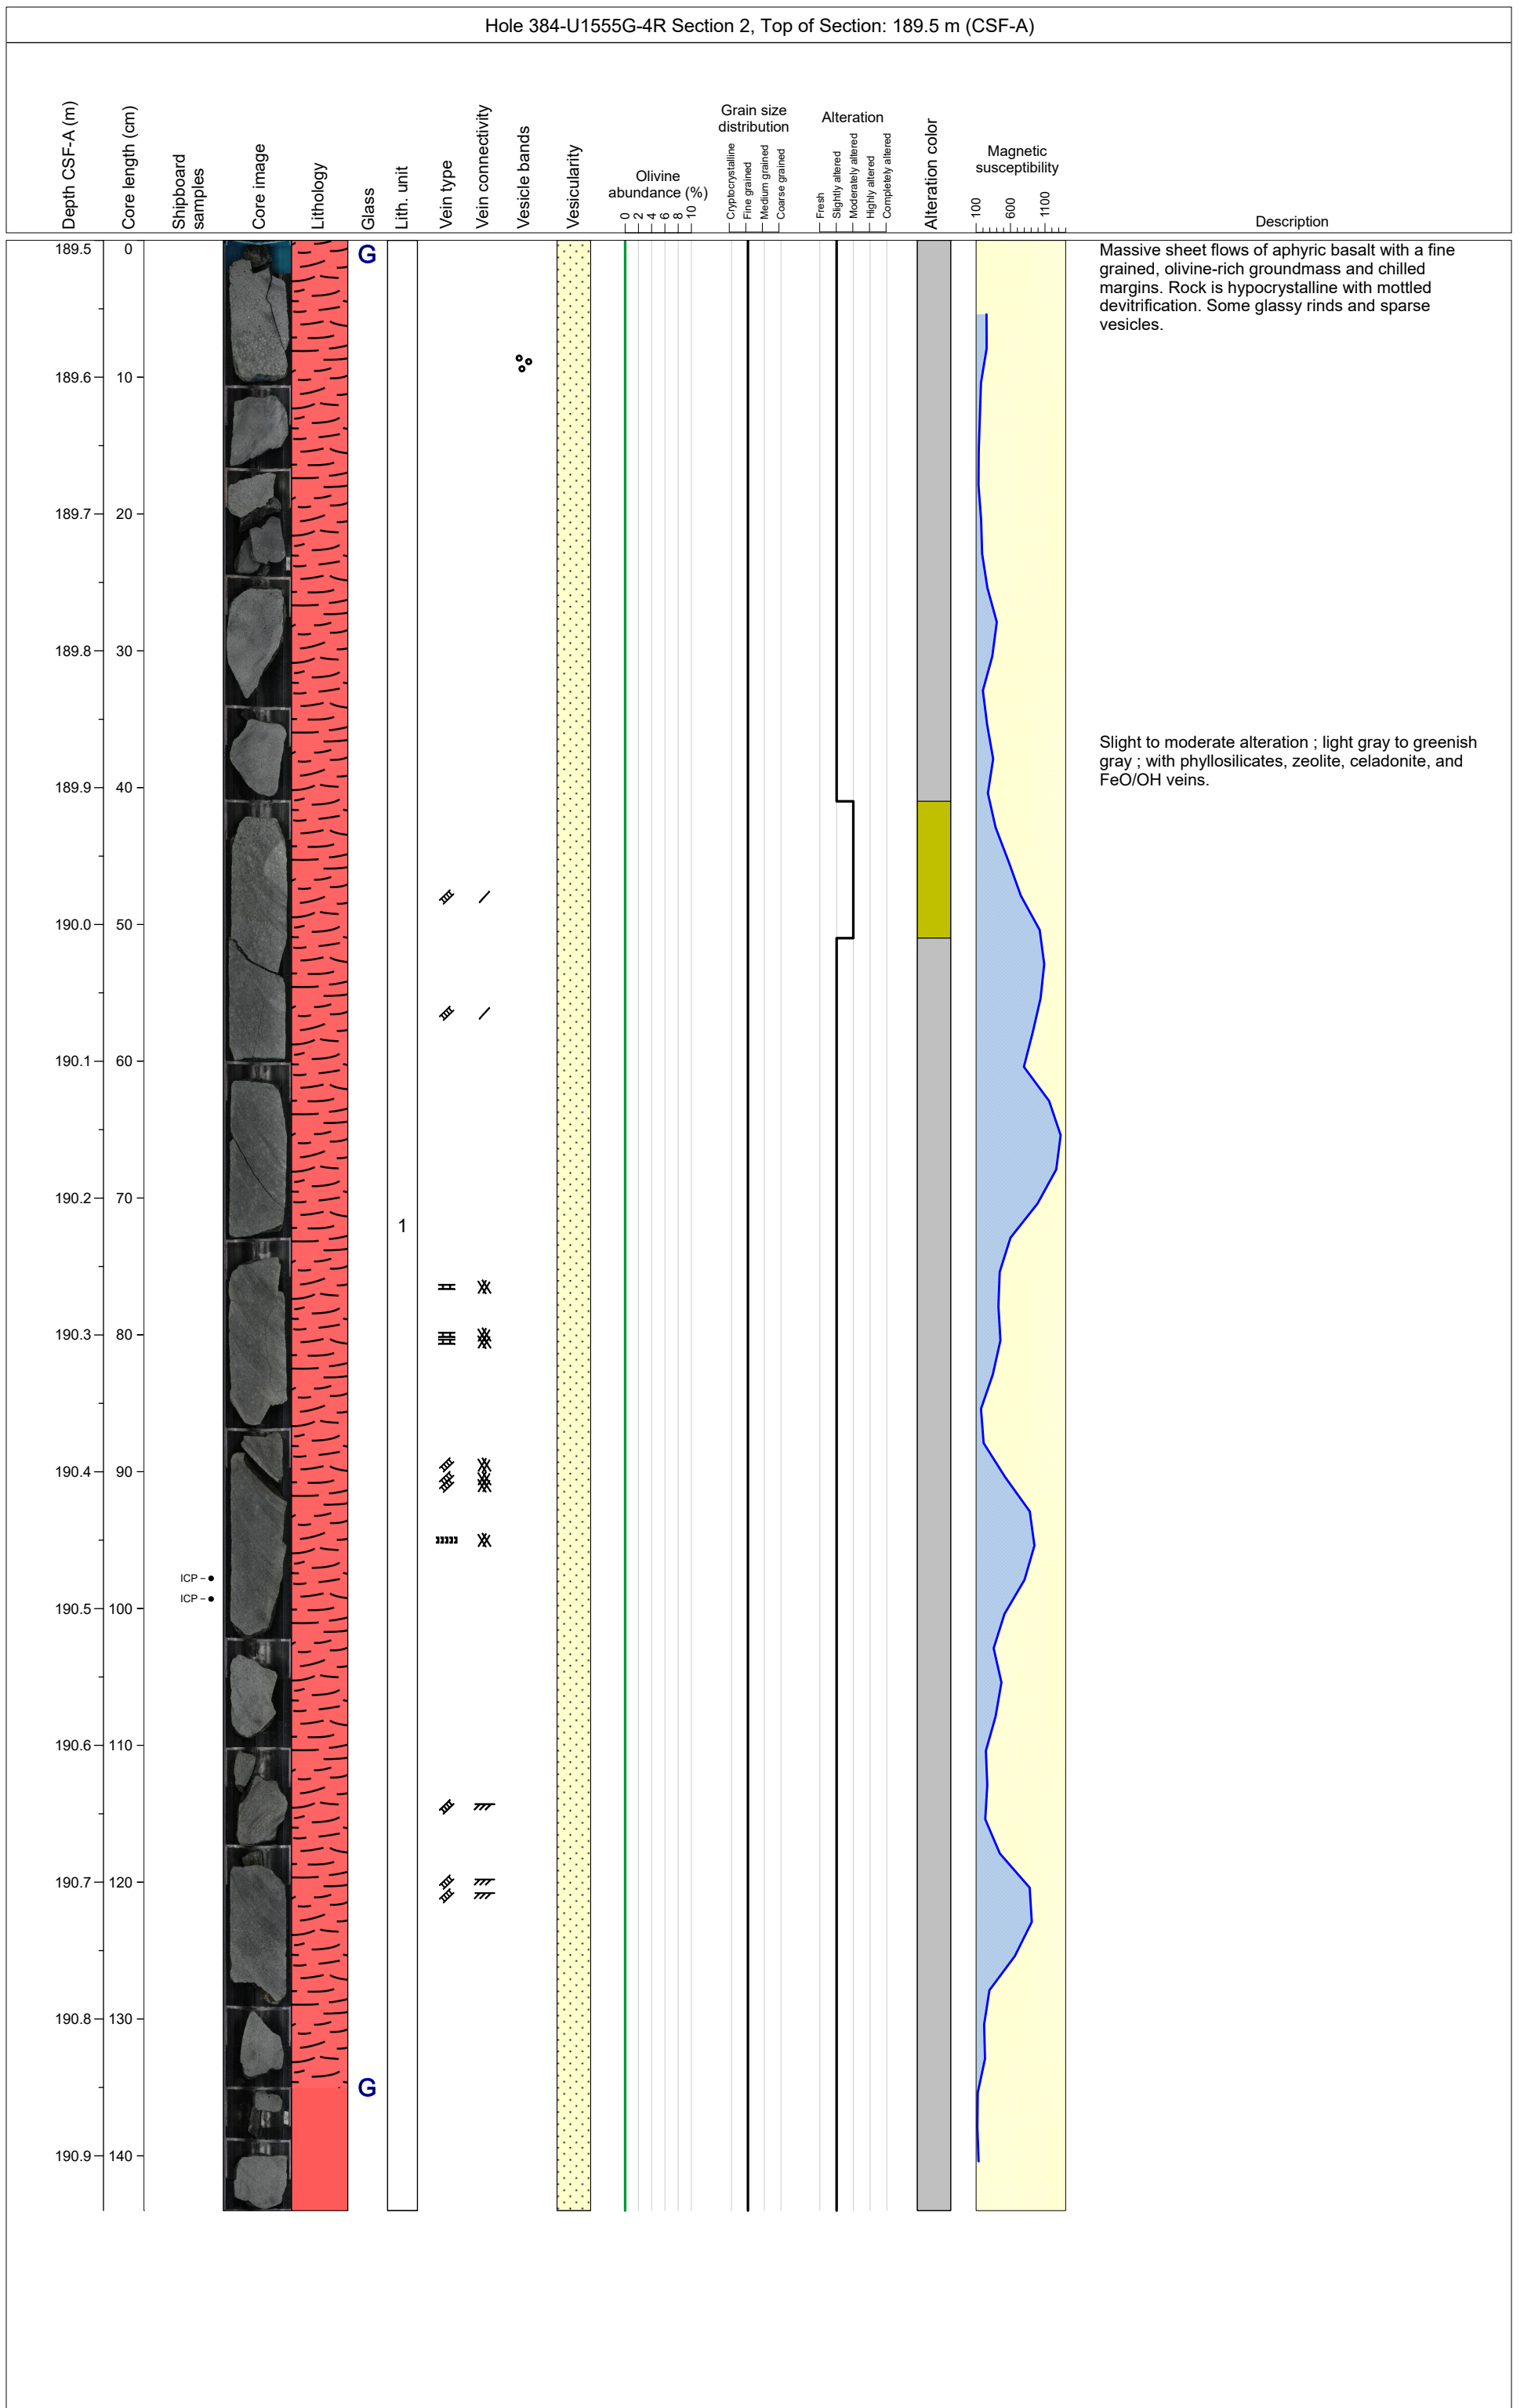 Hole 384-U1555G-4R Section 2, Top of Section: 189.5 m (CSF-A)
Depth CSF-A (m)
Core length (cm)
Shipboard
samples
Core image
Lithology
Glass
Lith. unit
Vein type
Vein connectivity
Vesicle bands
Vesicularity
Olivine
abundance (%)
0 2 4 6 8 10
Grain size
distribution
Cryptocrystalline
Fine grained
Medium grained
Coarse grained
Alteration
Fresh
Slightly altered
Moderately altered
Highly altered
Completely altered
Alteration color
Magnetic
susceptibility
100 600 1100
Description
189.5 0
G
Massive sheet flows of aphyric basalt with a fine
grained, olivine-rich groundmass and chilled
margins. Rock is hypocrystalline with mottled
devitrification. Some glassy rinds and sparse
vesicles.
189.6 10
189.7 20
189.8 30
Slight to moderate alteration ; light gray to greenish
gray ; with phyllosilicates, zeolite, celadonite, and
FeO/OH veins.
189.9 40
190.0 50
190.1 60
190.2 70
1
190.3 80
190.4 90
ICP
ICP
190.5 100
190.6 110
190.7 120
190.8 130
G
190.9 140